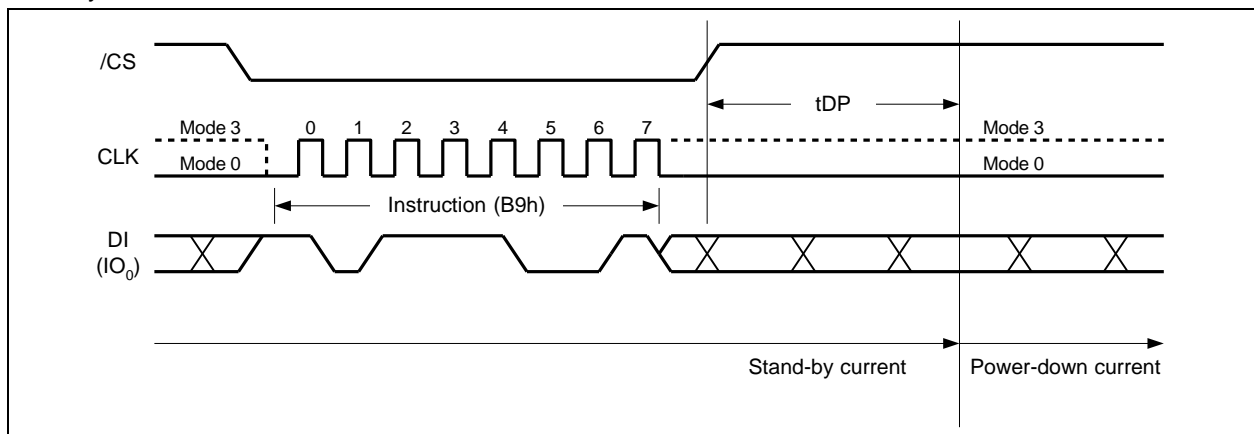 /CS
tDP
Mode 3 0 1 2 3 4 5 6 7 Mode 3
CLK
Mode 0 Mode 0
Instruction (B9h)
DI
(IO0)
Stand-by current Power-down current